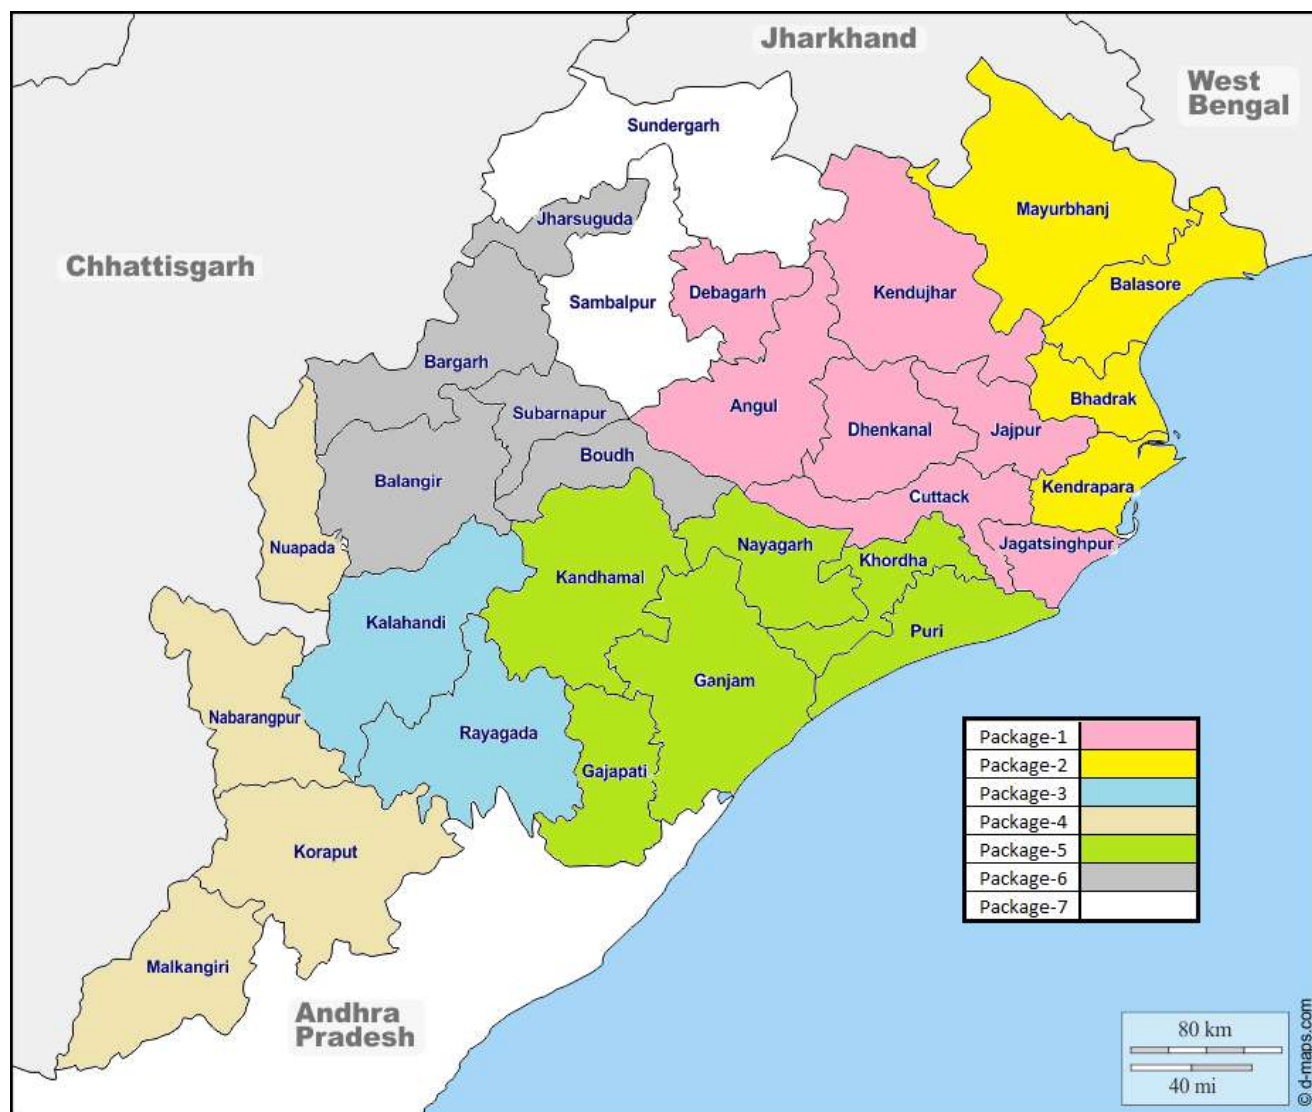 Jharkhand
West
Bengal
Sundergarh
Mayurbhanj
Jharsuguda
Chhattisgarh
Debagarh
Kendujhar
Balasore
Sambalpur
Bargarh
Bhadrak
Angul
Subarnapur
Dhenkanal
Jajpur
Boudh
Balangir
Kendrapara
Cuttack
Nuapada
Nayagarh
Jagatsinghpur
Khordha
Kandhamal
Kalahandi
Puri
Ganjam
Nabarangpur
Rayagada
Gajapati
Koraput
Malkangiri
Andhra
Pradesh
Package-1
Package-2
Package-3
Package-4
Package-5
Package-6
Package-7
80 km
40 mi
© d-maps.com